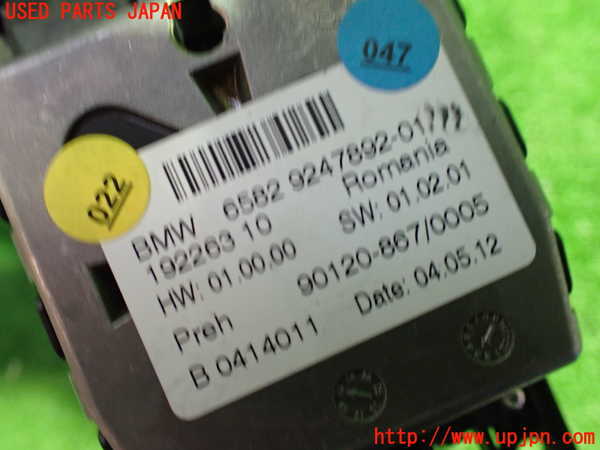 USED PARTS JAPAN
047
022
BMW 6582 9247892-01
192263 10 Romania
HW: 01.00.00 SW: 01.02.01
90120-867/0005
Preh Date: 04.05.12
B 0414011
http://www.upjpn.com/